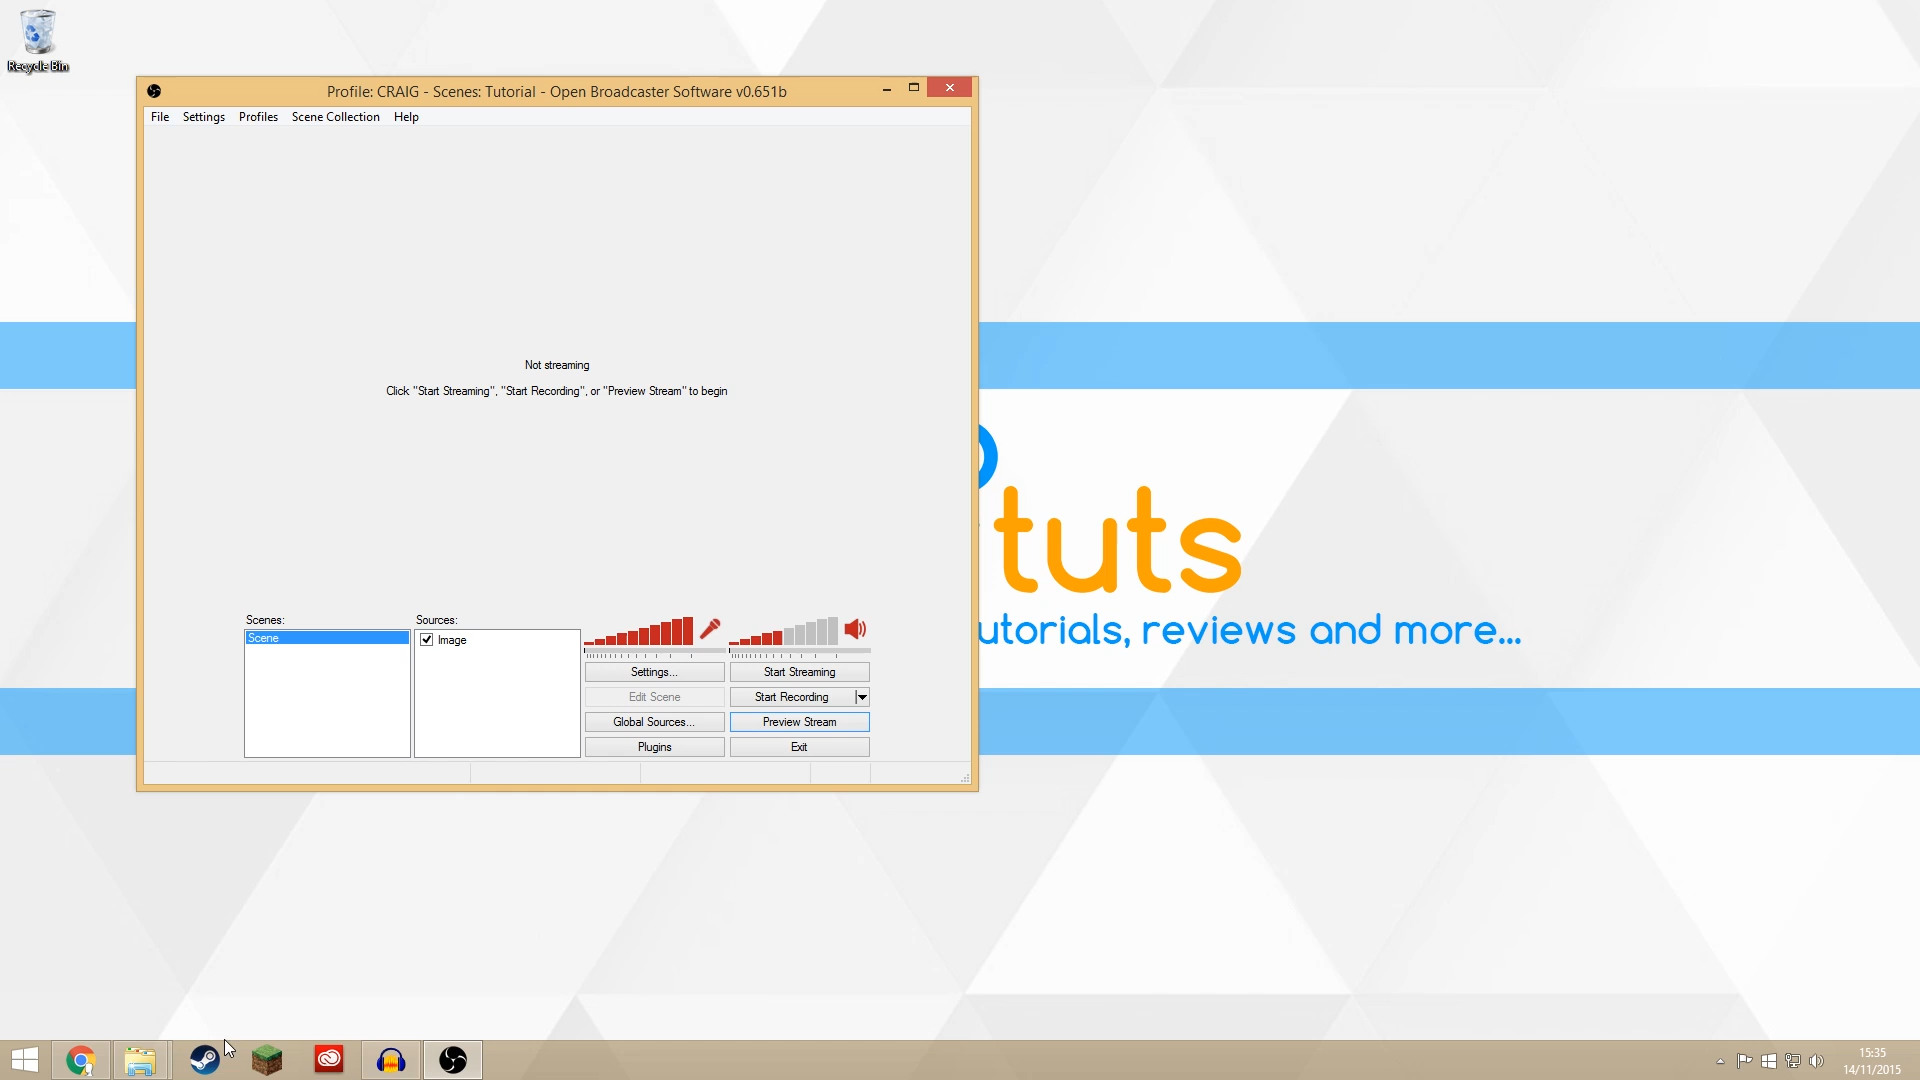 Recycle Bin
Profile: CRAIG - Scenes: Tutorial - Open Broadcaster Software v0.651b
File Settings Profiles Scene Collection Help
Not streaming
Click "Start Streaming", "Start Recording", or "Preview Stream" to begin
tuts
utorials, reviews and more...
Scenes:
Scene
Sources:
Image
Settings...
Start Streaming
Edit Scene
Start Recording
Global Sources...
Preview Stream
Plugins
Exit
15:35
14/11/2015